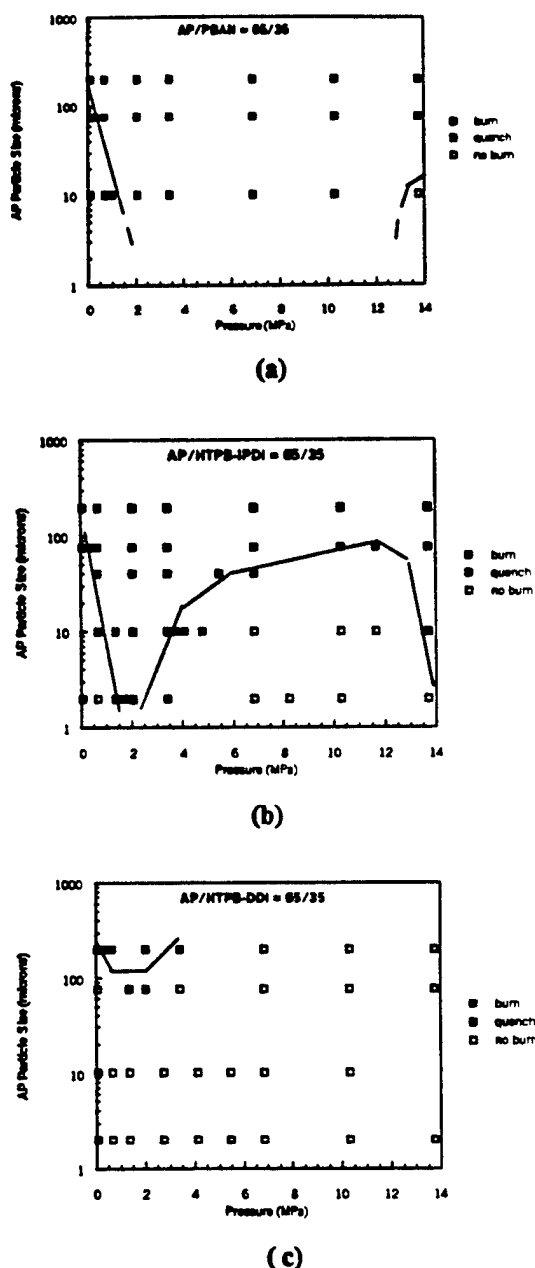 AP/PBAN = 65/35
AP Particle Size (microns)
1000
100
10
1
0 2 4 6 8 10 12 14
Pressure (MPa)
burn
quench
no burn
(a)
AP/HTPB-IPDI = 65/35
AP Particle Size (microns)
1000
100
10
1
0 2 4 6 8 10 12 14
Pressure (MPa)
burn
quench
no burn
(b)
AP/HTPB-DDI = 65/35
AP Particle Size (microns)
1000
100
10
1
0 2 4 6 8 10 12 14
Pressure (MPa)
burn
quench
no burn
(c)